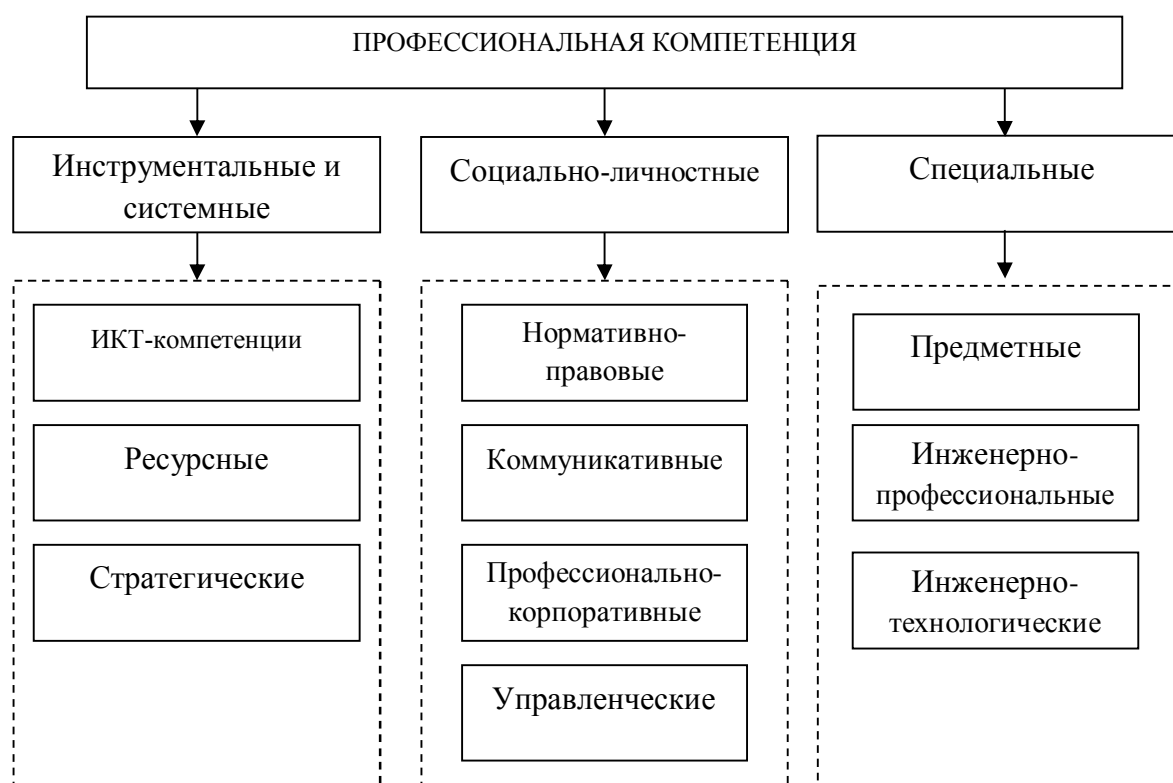 ПРОФЕССИОНАЛЬНАЯ КОМПЕТЕНЦИЯ
Инструментальные и
системные
Социально-личностные
Специальные
ИКТ-компетенции
Ресурсные
Стратегические
Нормативно-
правовые
Коммуникативные
Профессионально-
корпоративные
Управленческие
Предметные
Инженерно-
профессиональные
Инженерно-
технологические